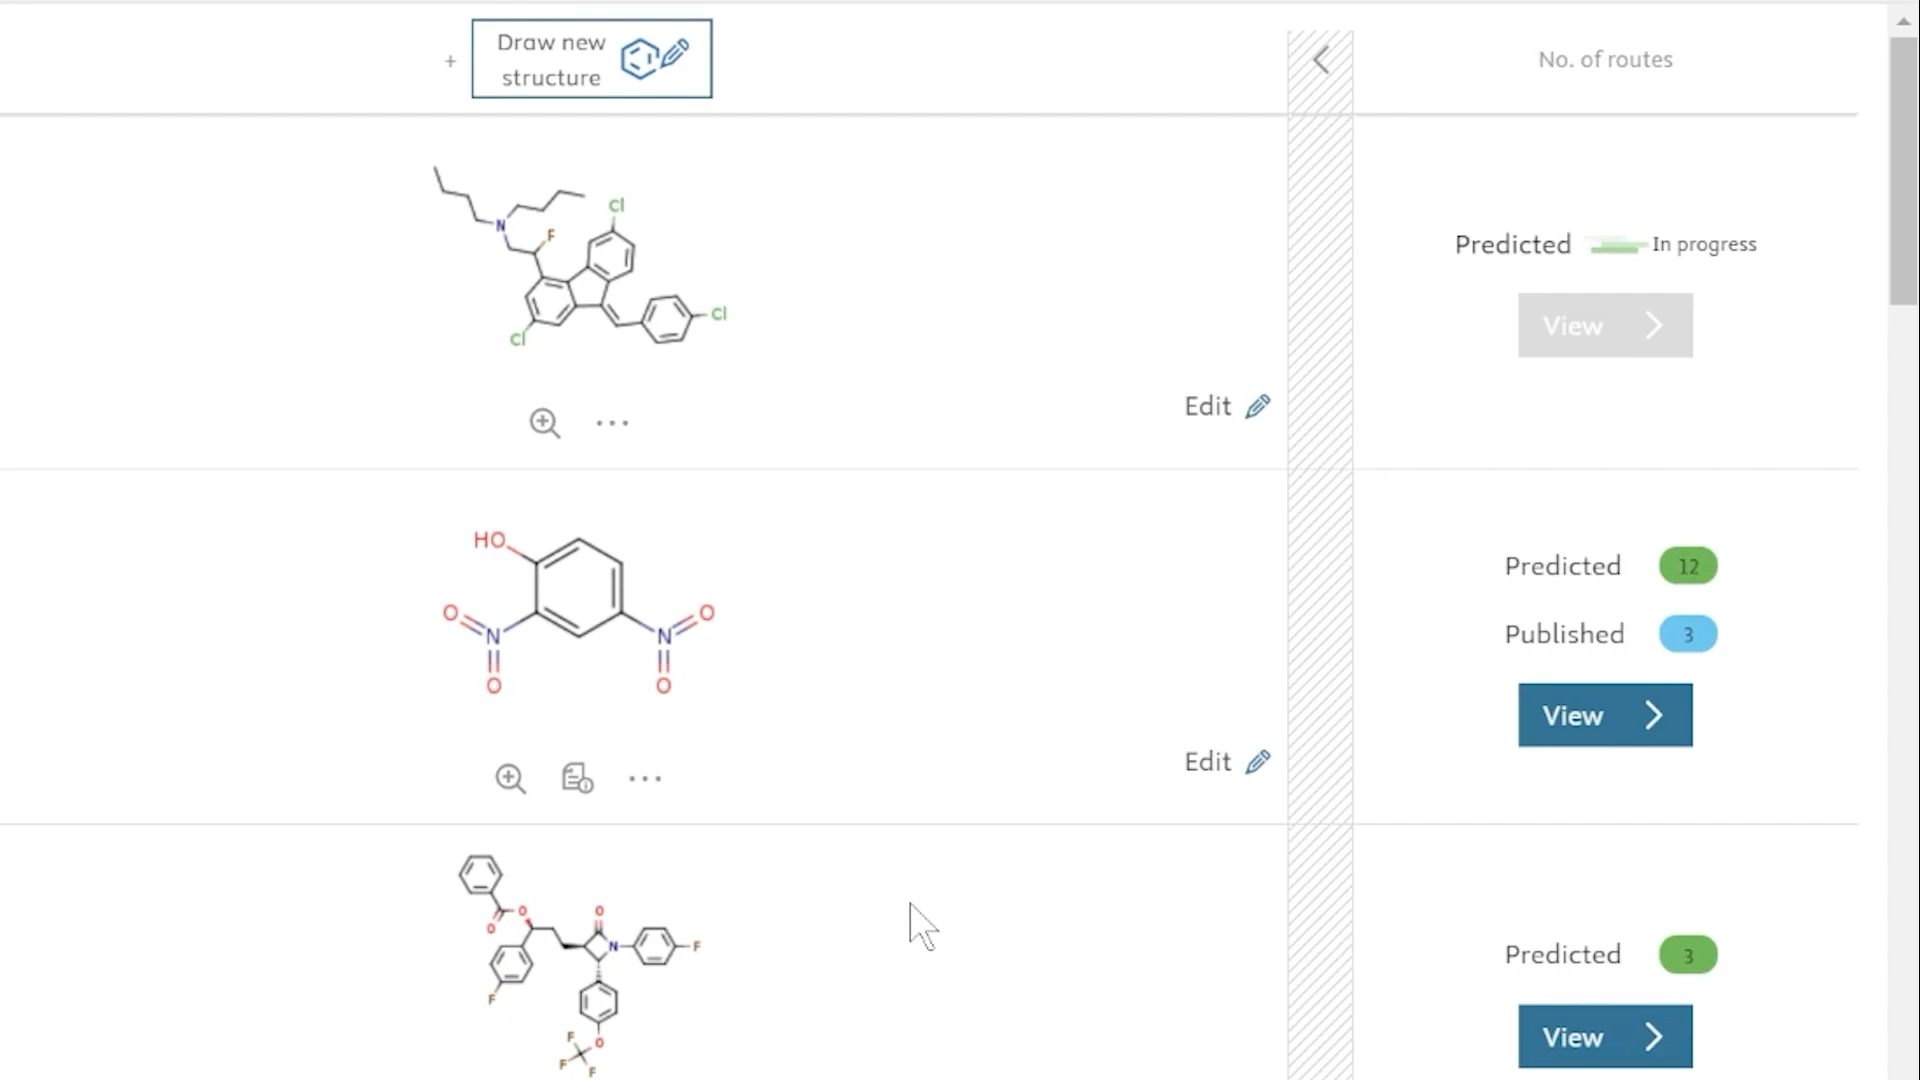 +
Draw new
structure
No. of routes
Cl
N
F
Cl
Cl
Predicted In progress
View
Edit
HO
O
N
O
N
O
O
Predicted 12
Published 3
View
Edit
O
O
O
N
F
F
O
F
F
F
Predicted 3
View